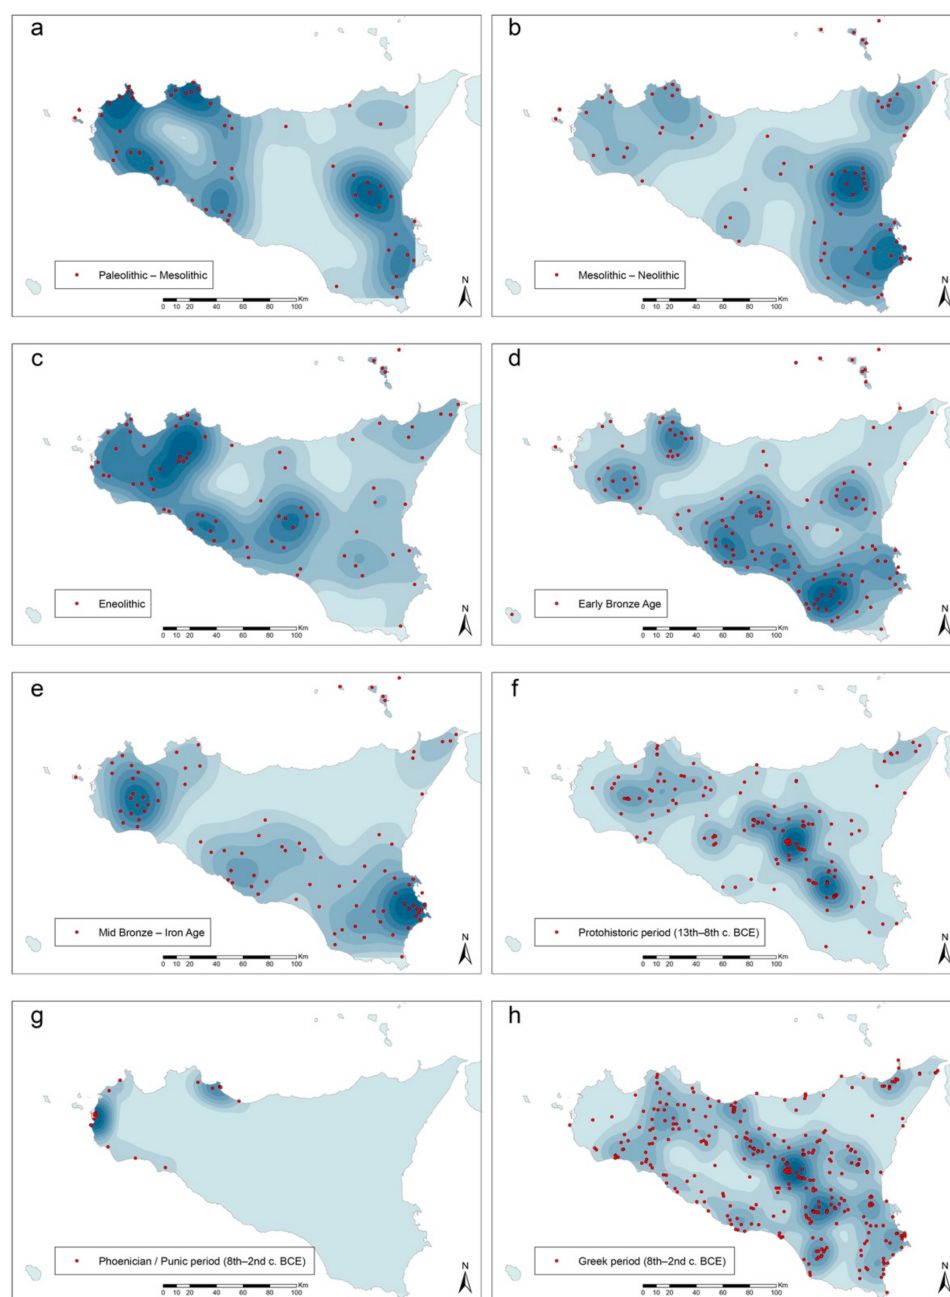 a
Paleolithic – Mesolithic
0 10 20 40 60 80 100
Km
N
b
Mesolithic – Neolithic
0 10 20 40 60 80 100
Km
N
c
Eneolithic
0 10 20 40 60 80 100
Km
N
d
Early Bronze Age
0 10 20 40 60 80 100
Km
N
e
Mid Bronze – Iron Age
0 10 20 40 60 80 100
Km
N
f
Protohistoric period (13th–8th c. BCE)
0 10 20 40 60 80 100
Km
N
g
Phoenician / Punic period (8th–2nd c. BCE)
0 10 20 40 60 80 100
Km
N
h
Greek period (8th–2nd c. BCE)
0 10 20 40 60 80 100
Km
N